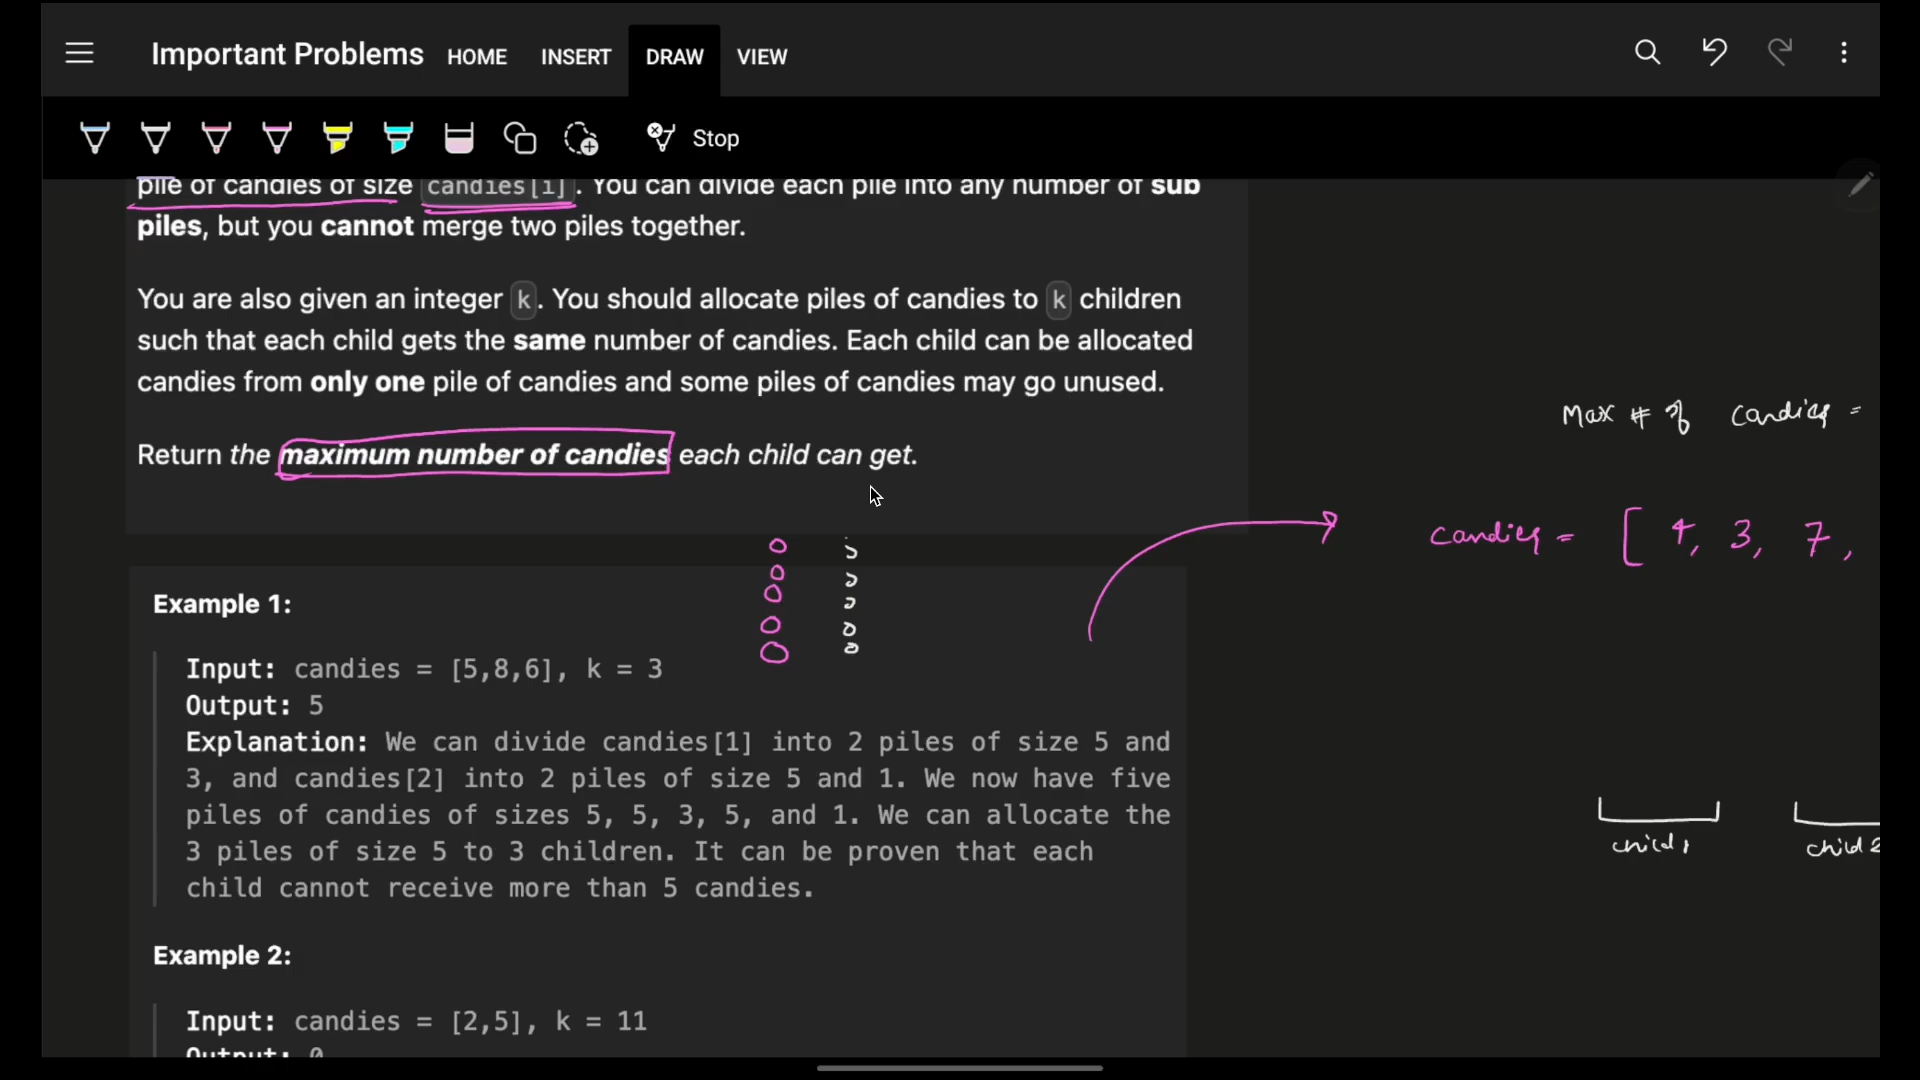 Important Problems HOME INSERT DRAW VIEW
Stop
pile of candies of size candies[i]. You can divide each pile into any number of sub
piles, but you cannot merge two piles together.
You are also given an integer k. You should allocate piles of candies to k children
such that each child gets the same number of candies. Each child can be allocated
candies from only one pile of candies and some piles of candies may go unused.
Return the maximum number of candies each child can get.
Max # of candies =
candies = [ 4, 3, 7,
Example 1:
Input: candies = [5,8,6], k = 3
Output: 5
Explanation: We can divide candies[1] into 2 piles of size 5 and
3, and candies[2] into 2 piles of size 5 and 1. We now have five
piles of candies of sizes 5, 5, 3, 5, and 1. We can allocate the
3 piles of size 5 to 3 children. It can be proven that each
child cannot receive more than 5 candies.
child 1 child 2
Example 2:
Input: candies = [2,5], k = 11
Output: 0